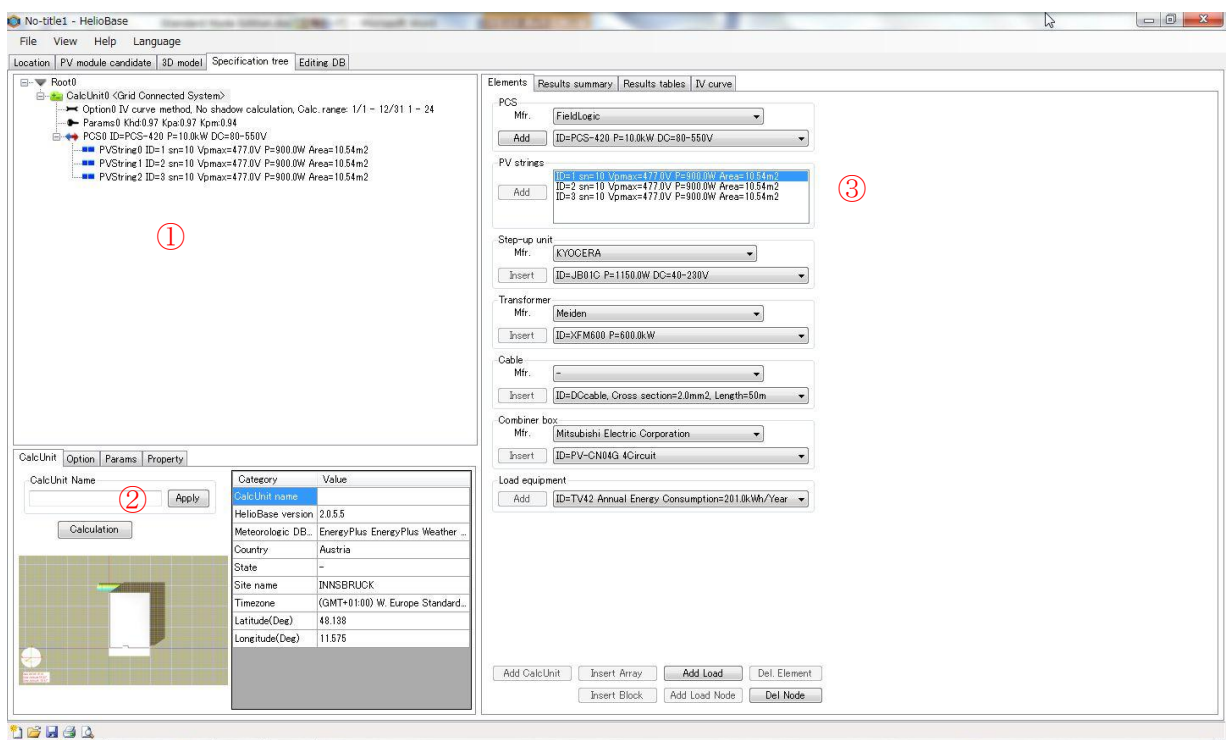 No-title1 - HelioBase
File View Help Language
Location PV module candidate 3D model Specification tree Editing DB
Root0
CalcUnit0 <Grid Connected System>
Option0 IV curve method, No shadow calculation, Calc. range: 1/1 - 12/31 1 - 24
Params0 Khd:0.97 Kpa:0.97 Kpm:0.94
PCS0 ID=PCS-420 P=10.0kW DC=80-550V
PVString0 ID=1 sn=10 Vpmax=477.0V P=900.0W Area=10.54m2
PVString1 ID=2 sn=10 Vpmax=477.0V P=900.0W Area=10.54m2
PVString2 ID=3 sn=10 Vpmax=477.0V P=900.0W Area=10.54m2
①
CalcUnit Option Params Property
CalcUnit Name
② Apply
Calculation
Category Value
CalcUnit name
HelioBase version 2.0.5.5
Meteorologic DB... EnergyPlus EnergyPlus Weather ...
Country Austria
State -
Site name INNSBRUCK
Timezone (GMT+01:00) W. Europe Standard...
Latitude(Deg) 48.138
Longitude(Deg) 11.575
Elements Results summary Results tables IV curve
PCS
Mfr. FieldLogic
Add ID=PCS-420 P=10.0kW DC=80-550V
PV strings
Add
ID=1 sn=10 Vpmax=477.0V P=900.0W Area=10.54m2
ID=2 sn=10 Vpmax=477.0V P=900.0W Area=10.54m2
ID=3 sn=10 Vpmax=477.0V P=900.0W Area=10.54m2
③
Step-up unit
Mfr. KYOCERA
Insert ID=JB01C P=1150.0W DC=40-230V
Transformer
Mfr. Meiden
Insert ID=XFM600 P=600.0kW
Cable
Mfr. -
Insert ID=DCcable, Cross section=2.0mm2, Length=50m
Combiner box
Mfr. Mitsubishi Electric Corporation
Insert ID=PV-CN04G 4Circuit
Load equipment
Add ID=TV42 Annual Energy Consumption=201.0kWh/Year
Add CalcUnit Insert Array Add Load Del. Element
Insert Block Add Load Node Del Node